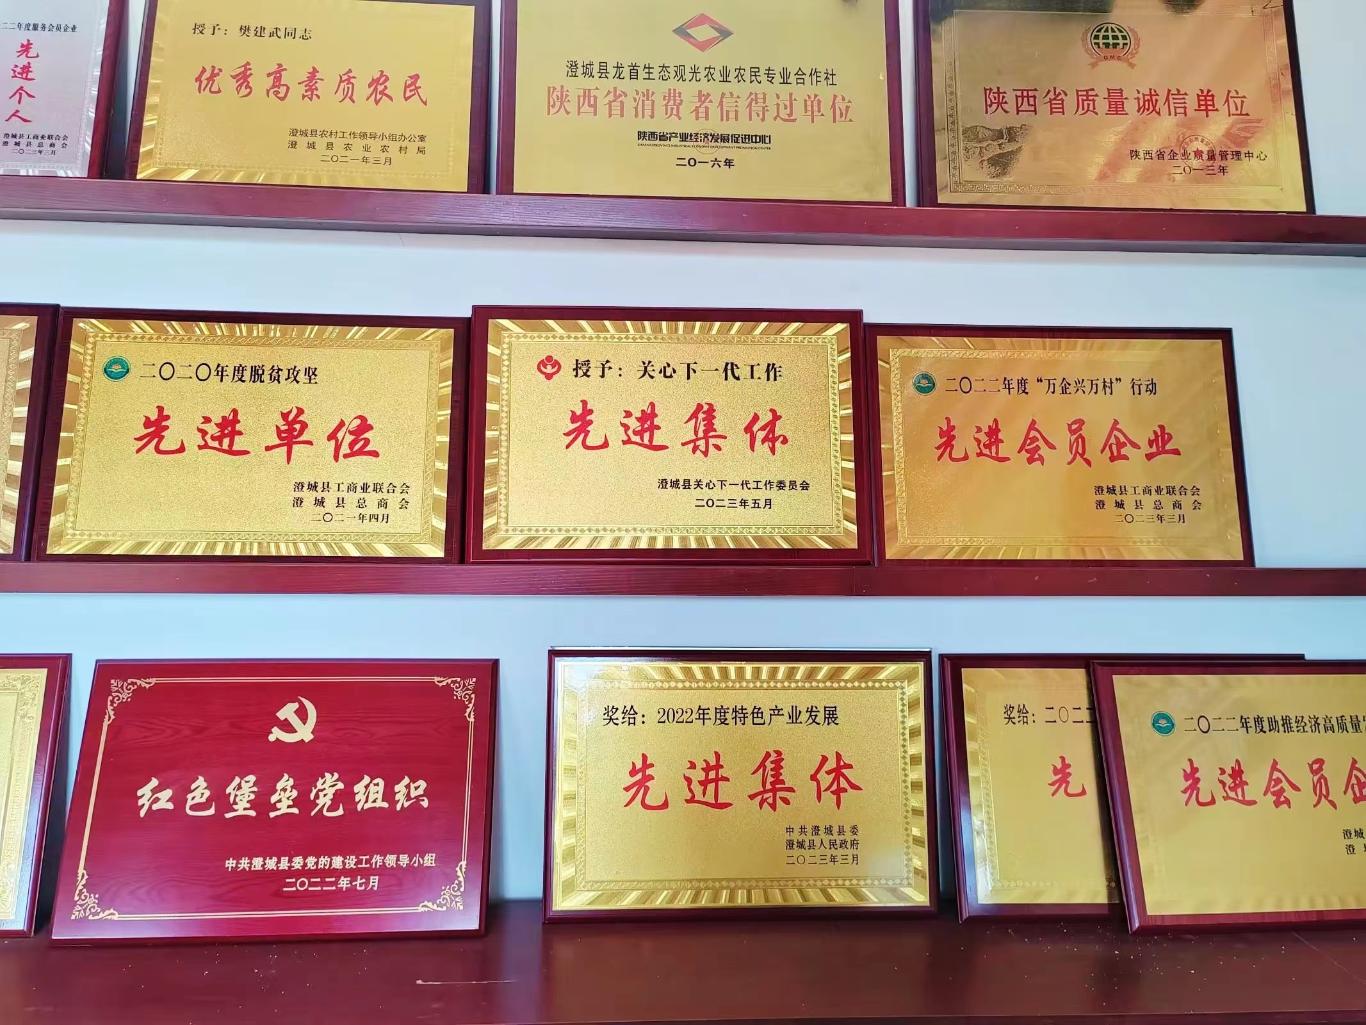 二二年度服务会员企业
先进个人
澄城县工商业联合会
澄城县总商会
二〇二三年三月
授予：樊建武同志
优秀高素质农民
澄城县农村工作领导小组办公室
澄城县农业农村局
二〇二一年三月
澄城县龙首生态观光农业农民专业合作社
陕西省消费者信得过单位
陕西省产业经济发展促进中心
二〇一六年
陕西省质量诚信单位
陕西省企业质量管理中心
二〇一三年
二〇二〇年度脱贫攻坚
先进单位
澄城县工商业联合会
澄城县总商会
二〇二一年四月
授予：关心下一代工作
先进集体
澄城县关心下一代工作委员会
二〇二三年五月
二〇二二年度“万企兴万村”行动
先进会员企业
澄城县工商业联合会
澄城县总商会
二〇二三年三月
红色堡垒党组织
中共澄城县委党的建设工作领导小组
二〇二二年七月
奖给：2022年度特色产业发展
先进集体
中共澄城县委
澄城县人民政府
二〇二三年三月
奖给：二〇二
先
二〇二二年度助推经济高质量
先进会员企
澄城
澄